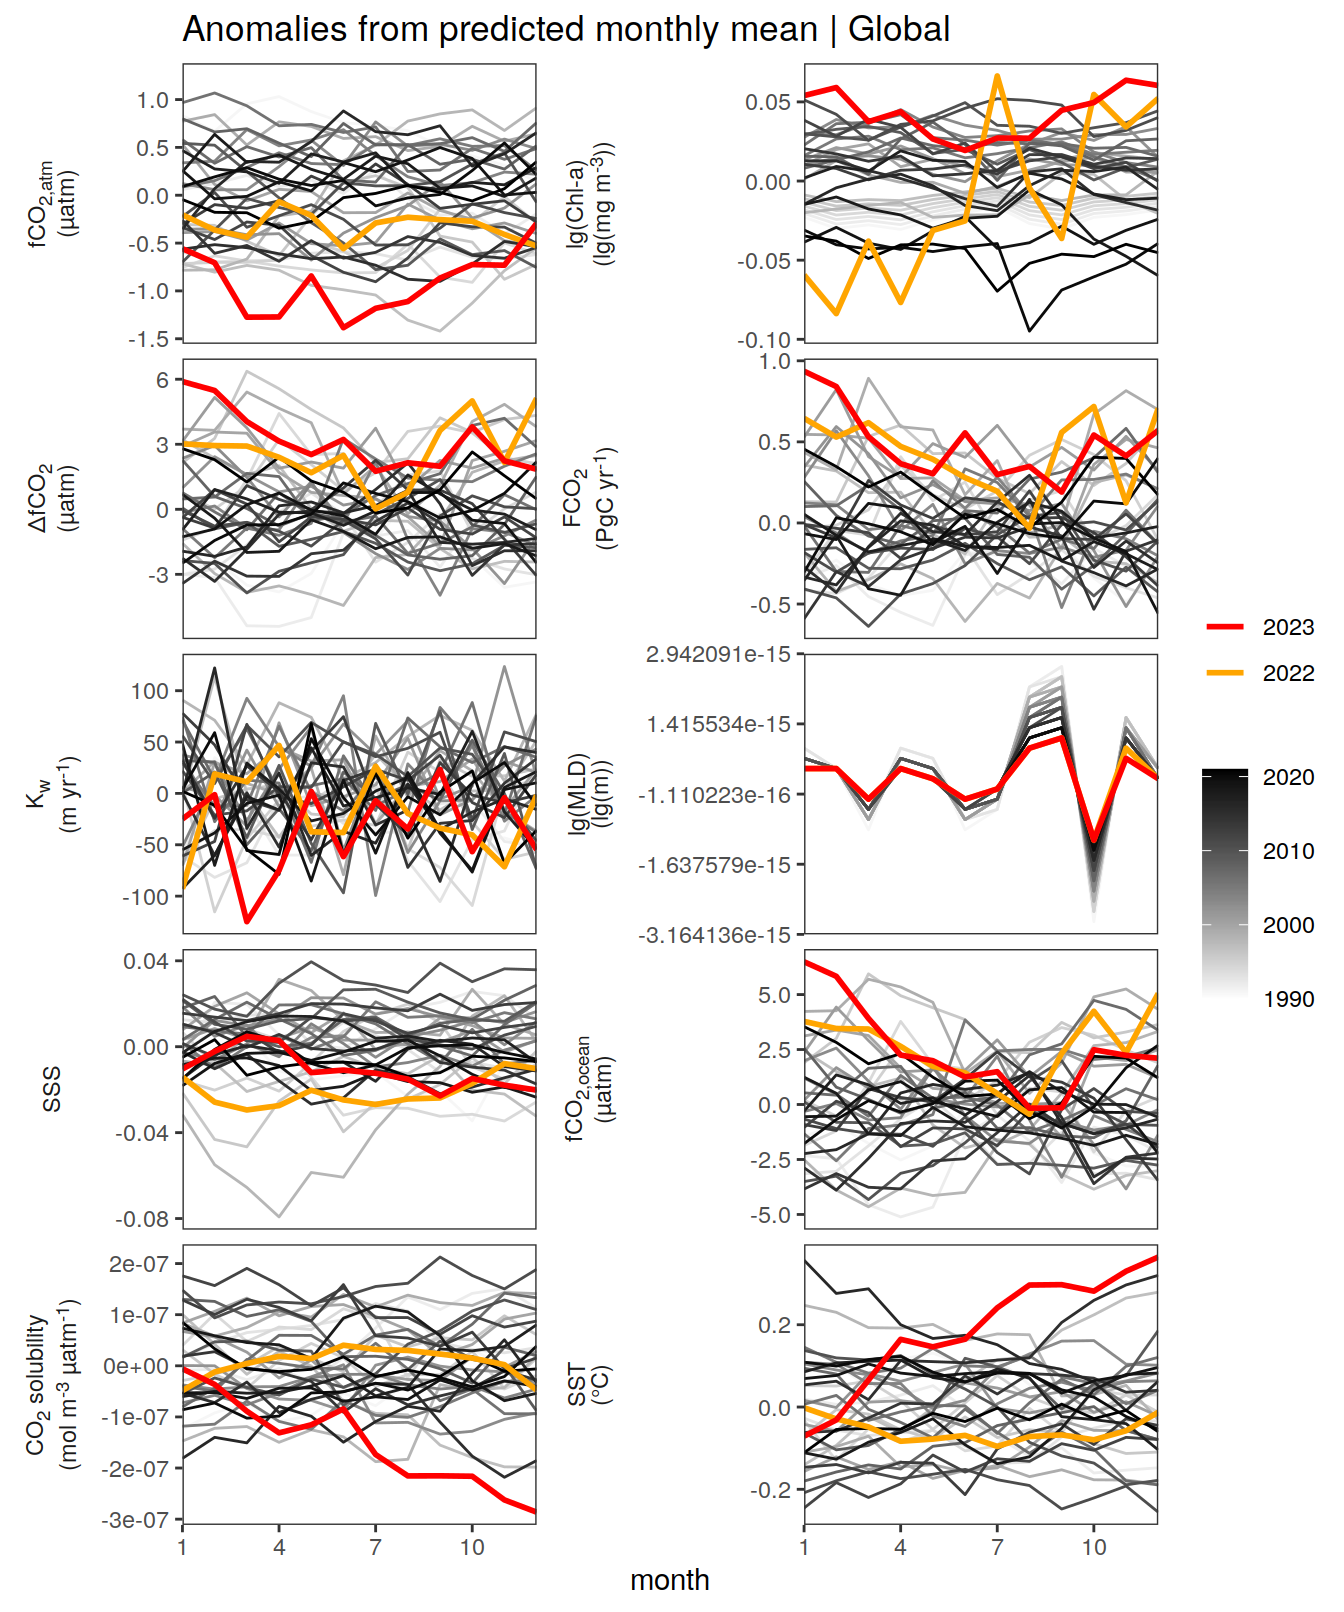 Anomalies from predicted monthly mean | Global
fCO2,atm
(µatm)
1.0
0.5
0.0
-0.5
-1.0
-1.5
lg(Chl-a)
(lg(mg m-3))
0.05
0.00
-0.05
-0.10
ΔfCO2
(µatm)
6
3
0
-3
FCO2
(PgC yr-1)
1.0
0.5
0.0
-0.5
Kw
(m yr-1)
100
50
0
-50
-100
lg(MLD)
(lg(m))
2.942091e-15
1.415534e-15
-1.110223e-16
-1.637579e-15
-3.164136e-15
SSS
0.04
0.00
-0.04
-0.08
fCO2,ocean
(µatm)
5.0
2.5
0.0
-2.5
-5.0
CO2 solubility
(mol m-3 µatm-1)
2e-07
1e-07
0e+00
-1e-07
-2e-07
-3e-07
SST
(°C)
0.2
0.0
-0.2
1 4 7 10
1 4 7 10
month
2023
2022
2020
2010
2000
1990